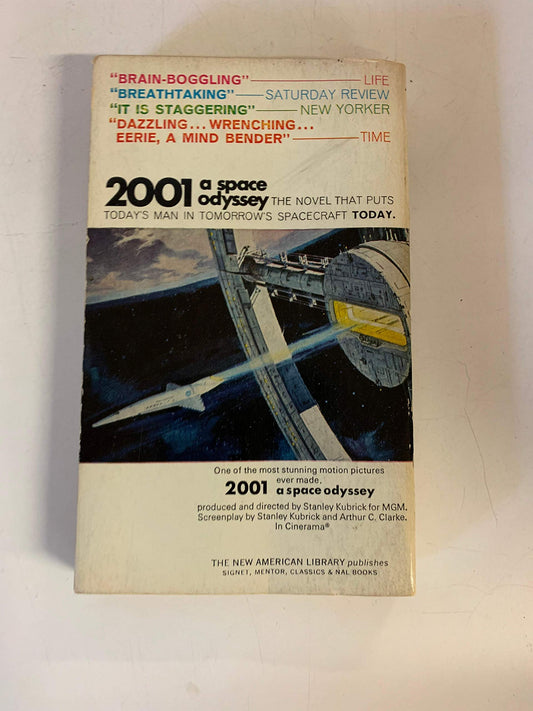 "BRAIN-BOGGLING" LIFE
"BREATHTAKING" SATURDAY REVIEW
"IT IS STAGGERING" NEW YORKER
"DAZZLING... WRENCHING...
EERIE, A MIND BENDER" TIME
2001 a space
odyssey THE NOVEL THAT PUTS
TODAY'S MAN IN TOMORROW'S SPACECRAFT TODAY.
One of the most stunning motion pictures
ever made,
2001 a space odyssey
produced and directed by Stanley Kubrick for MGM.
Screenplay by Stanley Kubrick and Arthur C. Clarke.
In Cinerama®
THE NEW AMERICAN LIBRARY publishes
SIGNET, MENTOR, CLASSICS & NAL BOOKS